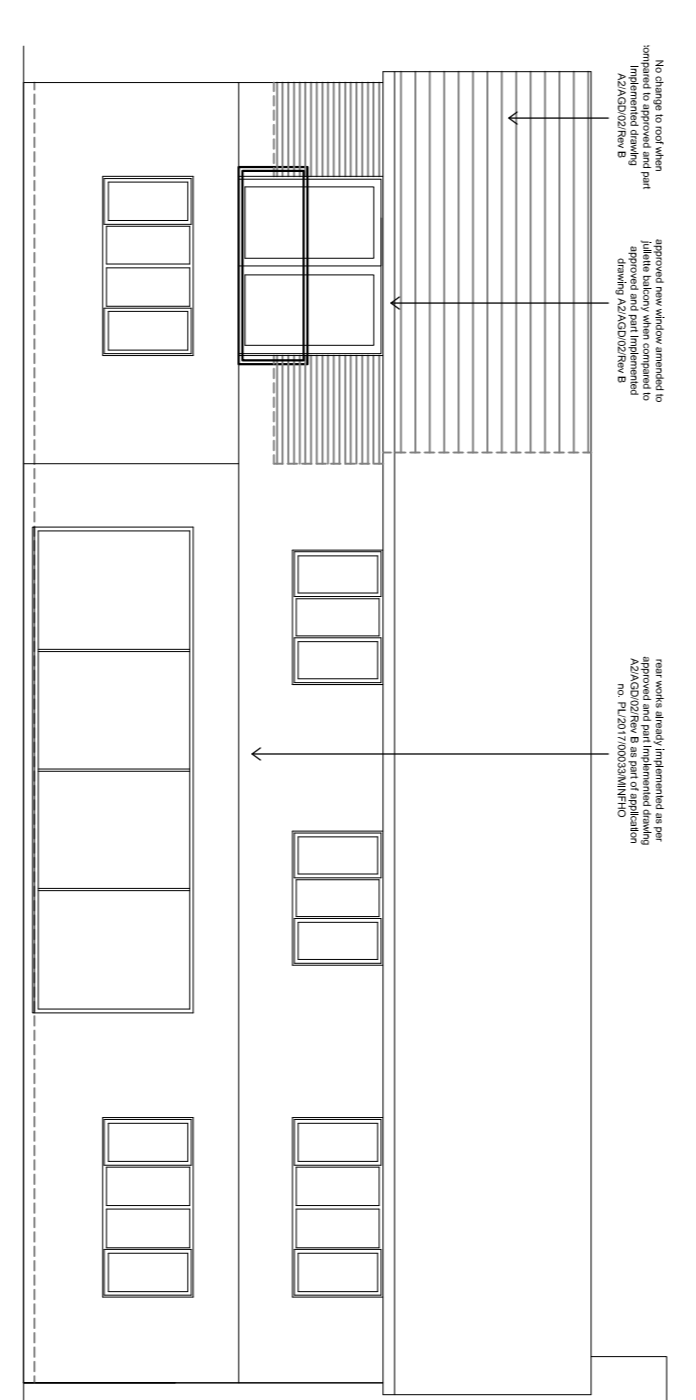 No change to roof when
compared to approved and part
Implemented drawing
A2/AGD/02/Rev B
approved new window amended to
juliette balcony when compared to
approved and part Implemented
drawing A2/AGD/02/Rev B
rear works already implemented as per
approved and part Implemented drawing
A2/AGD/02/Rev B as part of application
no. PL/2017/00033/MINFHO